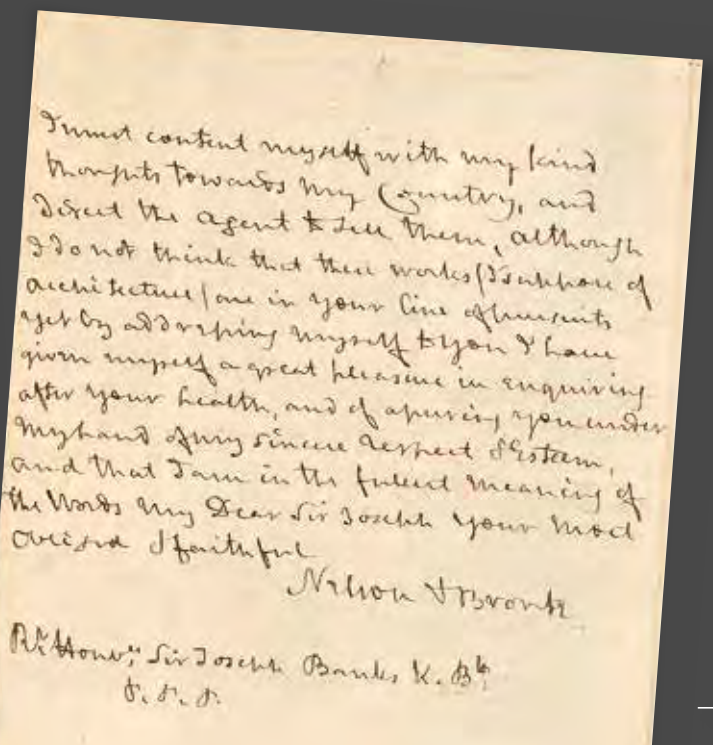 I must content myself with my kind
thoughts towards my Country, and
direct the agent to sell them, although
I do not think that these works (I suppose of
architecture) are in your line of pursuits
yet by addressing myself to you I have
given myself a great pleasure in enquiring
after your health, and of assuring you under
my hand of my sincere respect & Esteem,
and that I am in the fullest meaning of
the Words My Dear Sir Joseph your most
& faithful
Nelson & Bronte
Rt. Honble. Sir Joseph Banks K. Bh.
&. &. &.